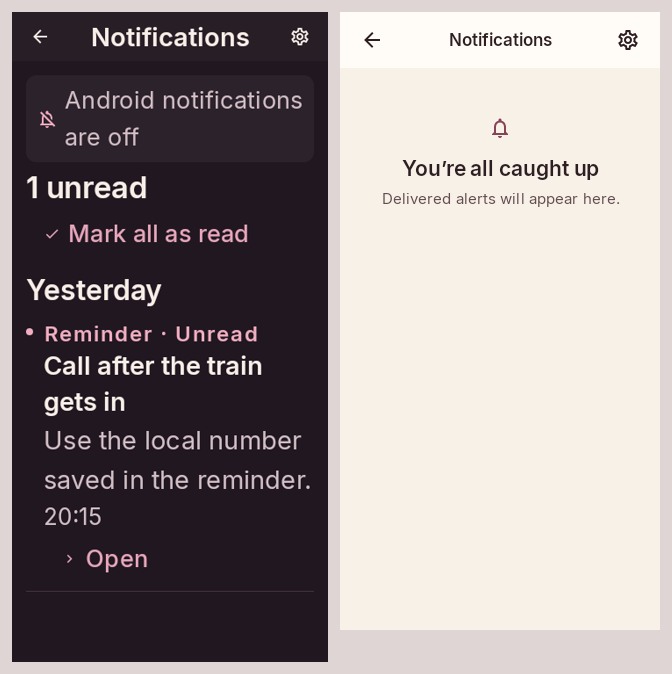 Notifications
Android notifications
are off
1 unread
Mark all as read
Yesterday
Reminder · Unread
Call after the train
gets in
Use the local number
saved in the reminder.
20:15
Open
Notifications
You’re all caught up
Delivered alerts will appear here.